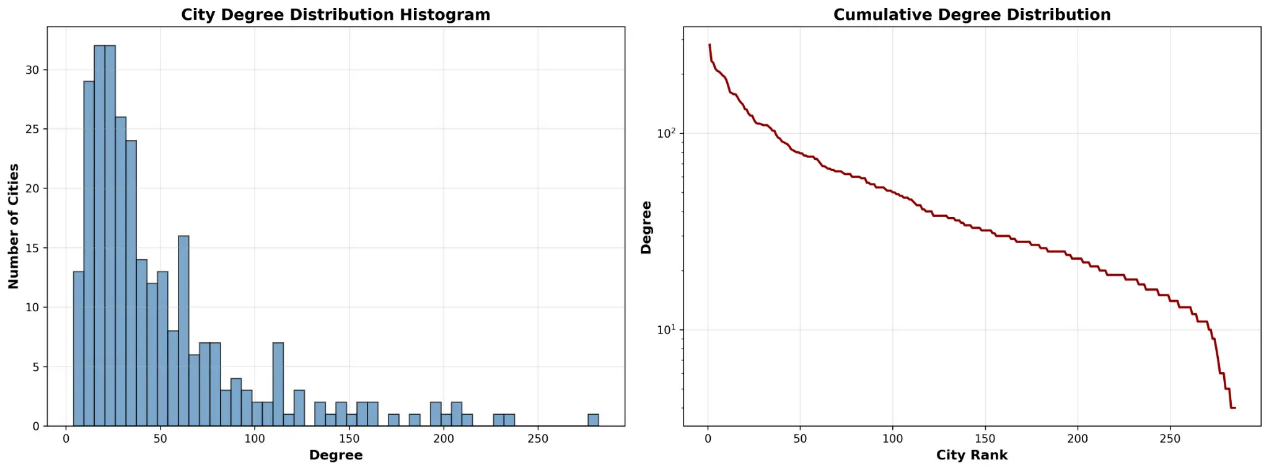 City Degree Distribution Histogram
Number of Cities
30
25
20
15
10
5
0
0 50 100 150 200 250
Degree
Cumulative Degree Distribution
Degree
10²
10¹
0 50 100 150 200 250
City Rank